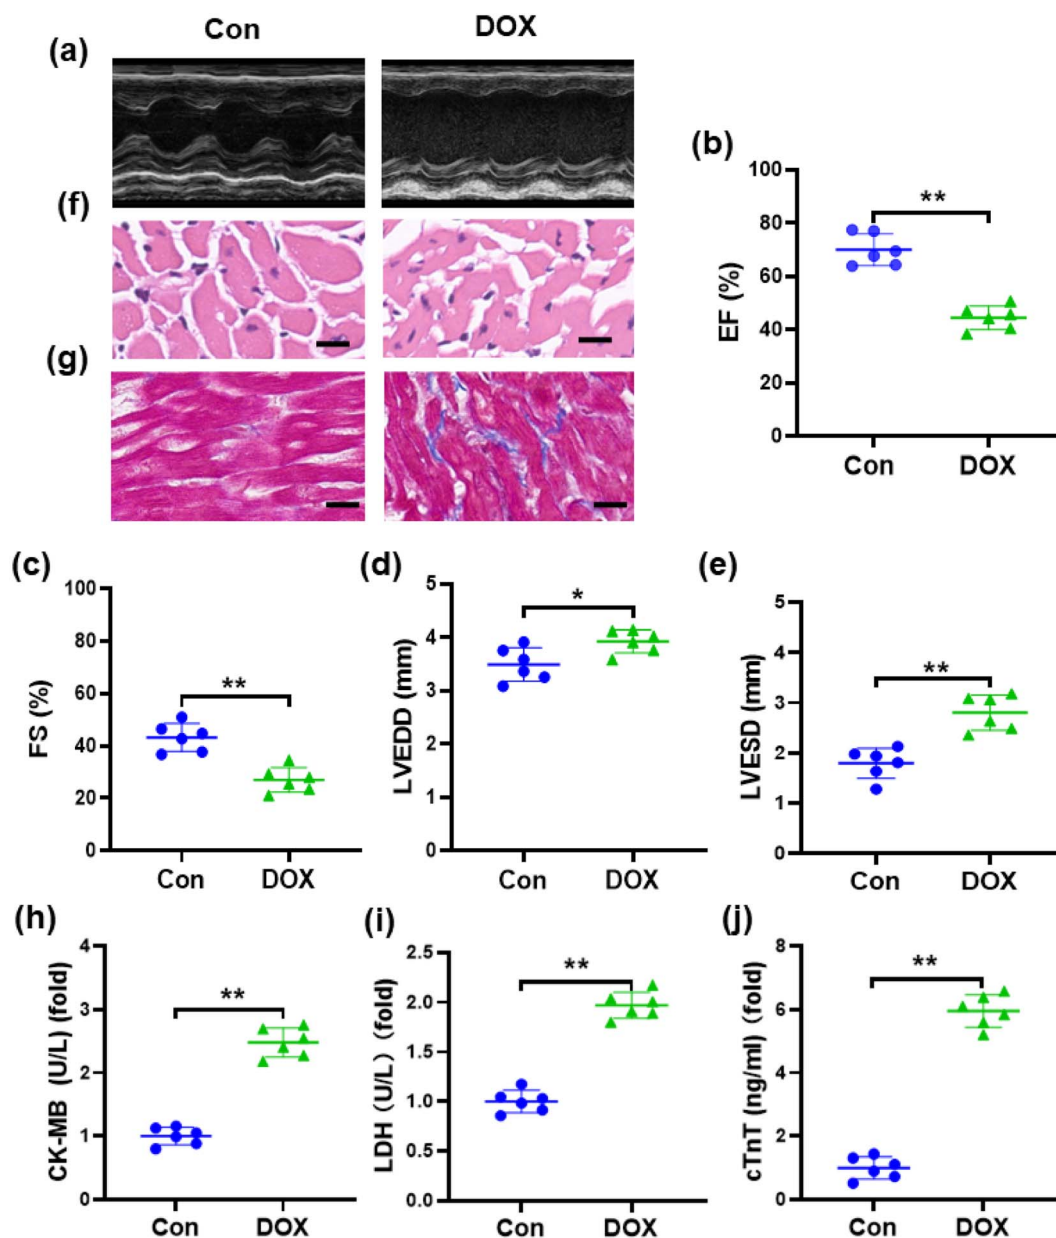 Con DOX
(a)
(f)
(g)
(b)
EF (%)
100
80
60
40
20
0
**
Con DOX
(c)
FS (%)
100
80
60
40
20
0
**
Con DOX
(d)
LVEDD (mm)
5
4
3
2
1
0
*
Con DOX
(e)
LVESD (mm)
5
4
3
2
1
0
**
Con DOX
(h)
CK-MB (U/L) (fold)
4
3
2
1
0
**
Con DOX
(i)
LDH（U/L）（fold）
2.5
2.0
1.5
1.0
0.5
0.0
**
Con DOX
(j)
cTnT (ng/ml)（fold）
8
6
4
2
0
**
Con DOX